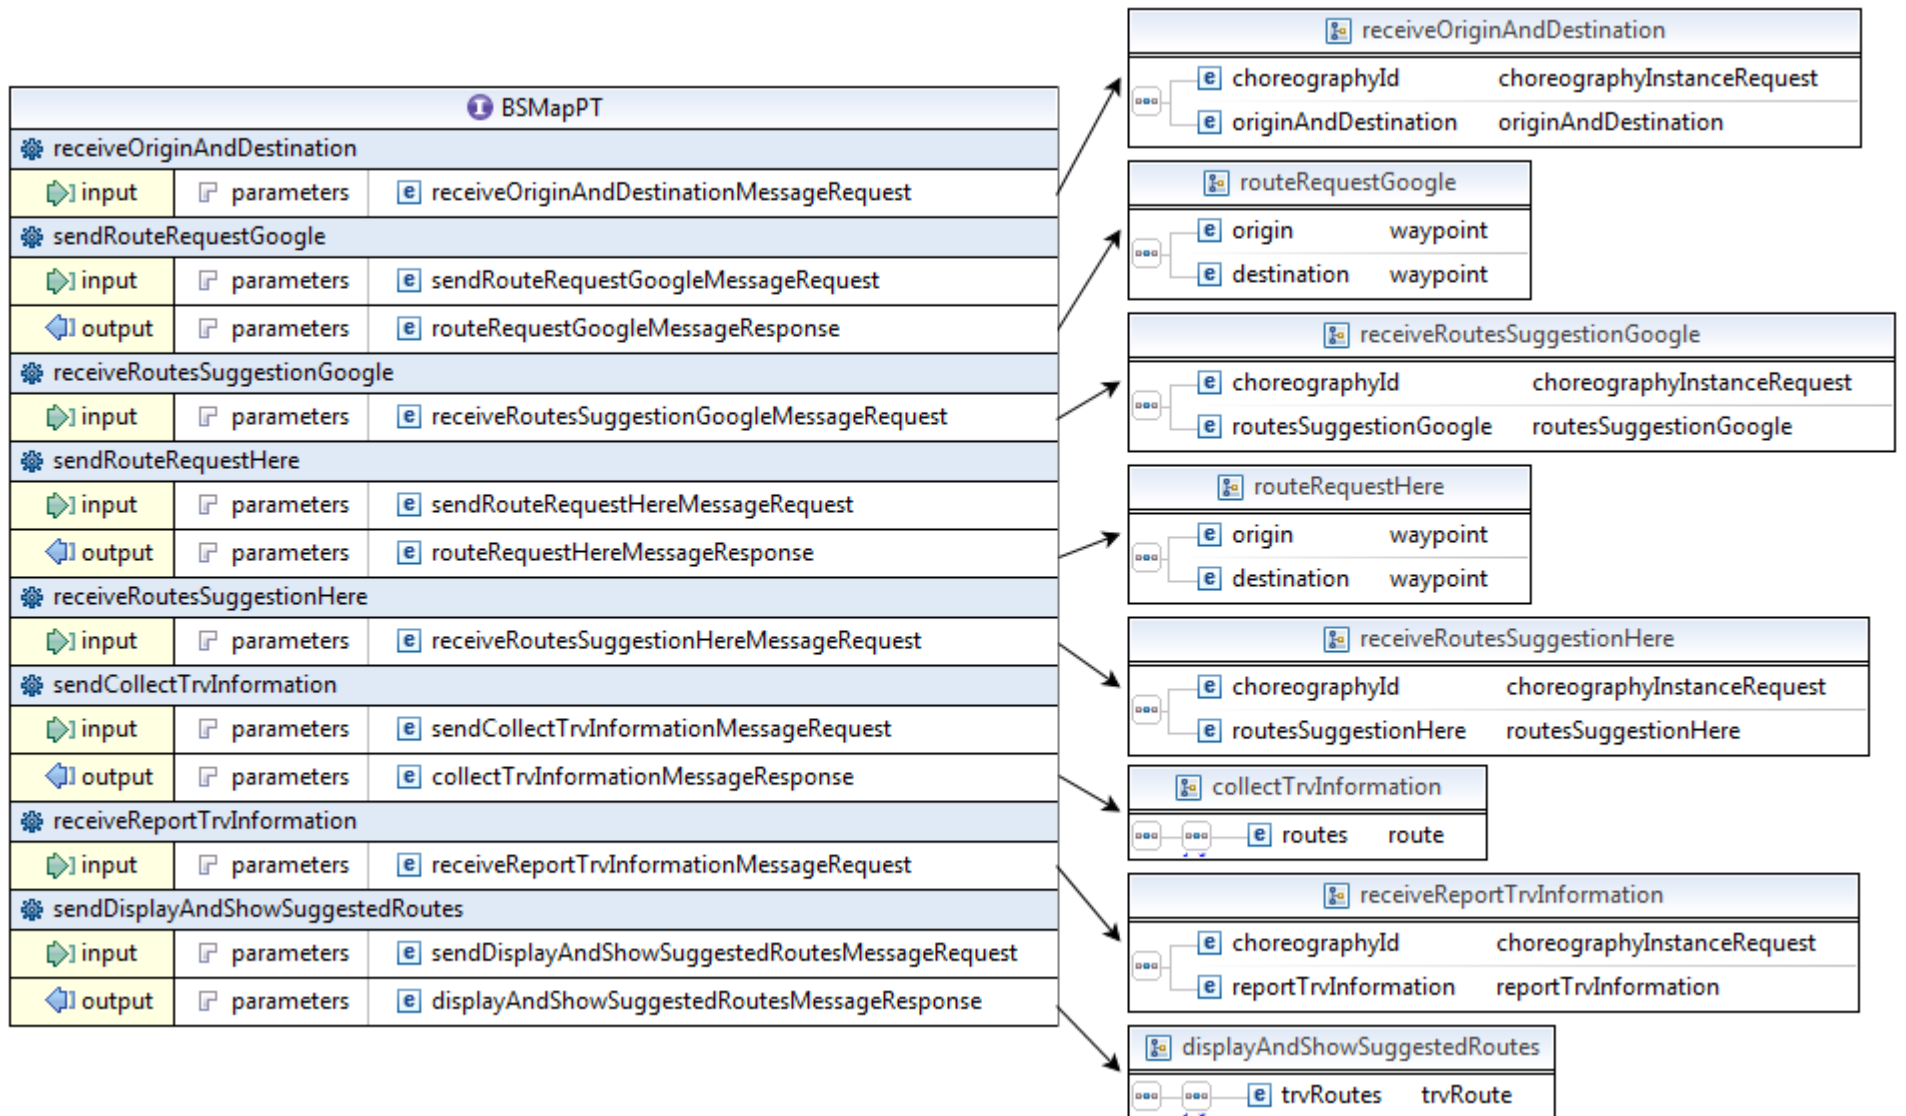 BSMapPT
receiveOriginAndDestination
input parameters receiveOriginAndDestinationMessageRequest
sendRouteRequestGoogle
input parameters sendRouteRequestGoogleMessageRequest
output parameters routeRequestGoogleMessageResponse
receiveRoutesSuggestionGoogle
input parameters receiveRoutesSuggestionGoogleMessageRequest
sendRouteRequestHere
input parameters sendRouteRequestHereMessageRequest
output parameters routeRequestHereMessageResponse
receiveRoutesSuggestionHere
input parameters receiveRoutesSuggestionHereMessageRequest
sendCollectTrvInformation
input parameters sendCollectTrvInformationMessageRequest
output parameters collectTrvInformationMessageResponse
receiveReportTrvInformation
input parameters receiveReportTrvInformationMessageRequest
sendDisplayAndShowSuggestedRoutes
input parameters sendDisplayAndShowSuggestedRoutesMessageRequest
output parameters displayAndShowSuggestedRoutesMessageResponse
receiveOriginAndDestination
choreographyId choreographyInstanceRequest
originAndDestination originAndDestination
routeRequestGoogle
origin waypoint
destination waypoint
receiveRoutesSuggestionGoogle
choreographyId choreographyInstanceRequest
routesSuggestionGoogle routesSuggestionGoogle
routeRequestHere
origin waypoint
destination waypoint
receiveRoutesSuggestionHere
choreographyId choreographyInstanceRequest
routesSuggestionHere routesSuggestionHere
collectTrvInformation
routes route
receiveReportTrvInformation
choreographyId choreographyInstanceRequest
reportTrvInformation reportTrvInformation
displayAndShowSuggestedRoutes
trvRoutes trvRoute